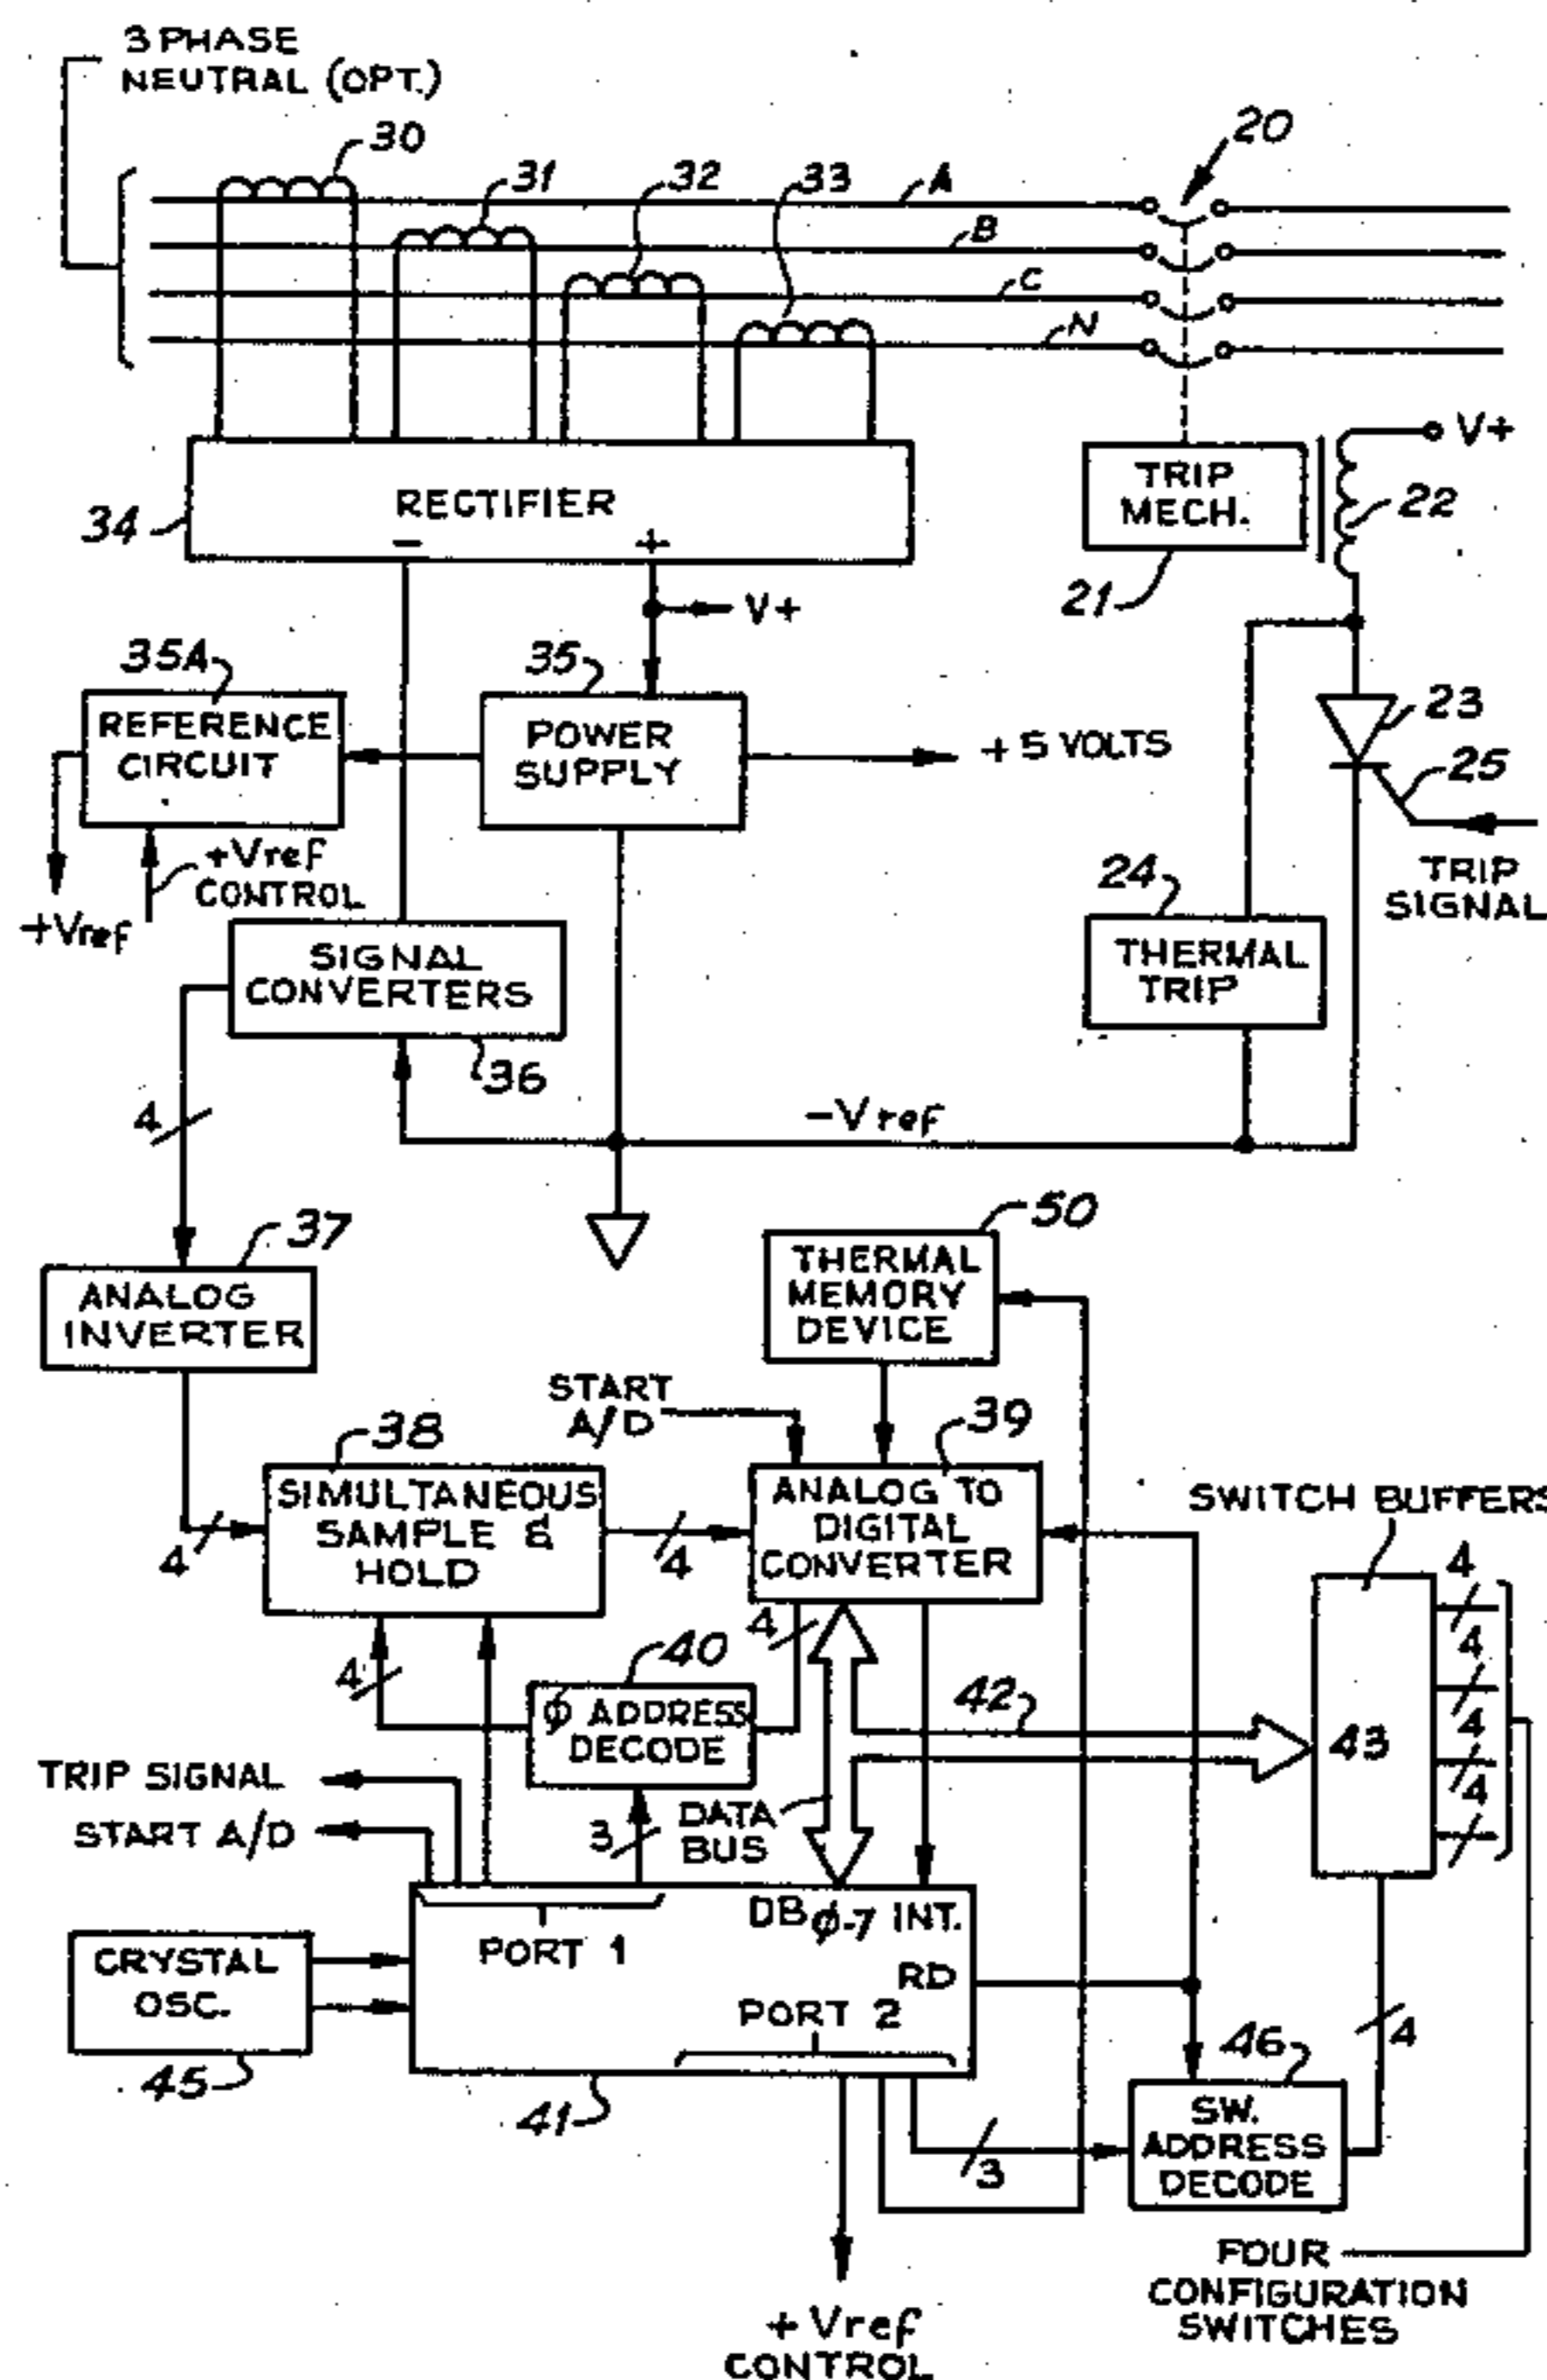 3 PHASE
NEUTRAL (OPT.)
30
31
32
33
20
A
B
C
N
V+
TRIP
MECH.
22
21
RECTIFIER
- +
34
V+
35A
35
REFERENCE
CIRCUIT
POWER
SUPPLY
+5 VOLTS
23
25
+Vref
CONTROL
+Vref
TRIP
SIGNAL
24
THERMAL
TRIP
SIGNAL
CONVERTERS
36
4
-Vref
37
ANALOG
INVERTER
50
THERMAL
MEMORY
DEVICE
START
A/D
38
39
SIMULTANEOUS
SAMPLE &
HOLD
4
4
ANALOG TO
DIGITAL
CONVERTER
SWITCH BUFFERS
4
4
4
4
43
4
4
40
φ ADDRESS
DECODE
42
TRIP SIGNAL
START A/D
3
DATA
BUS
DBφ-7 INT.
PORT 1
RD
PORT 2
CRYSTAL
OSC.
45
41
4
46
SW.
ADDRESS
DECODE
3
FOUR
CONFIGURATION
SWITCHES
+Vref
CONTROL